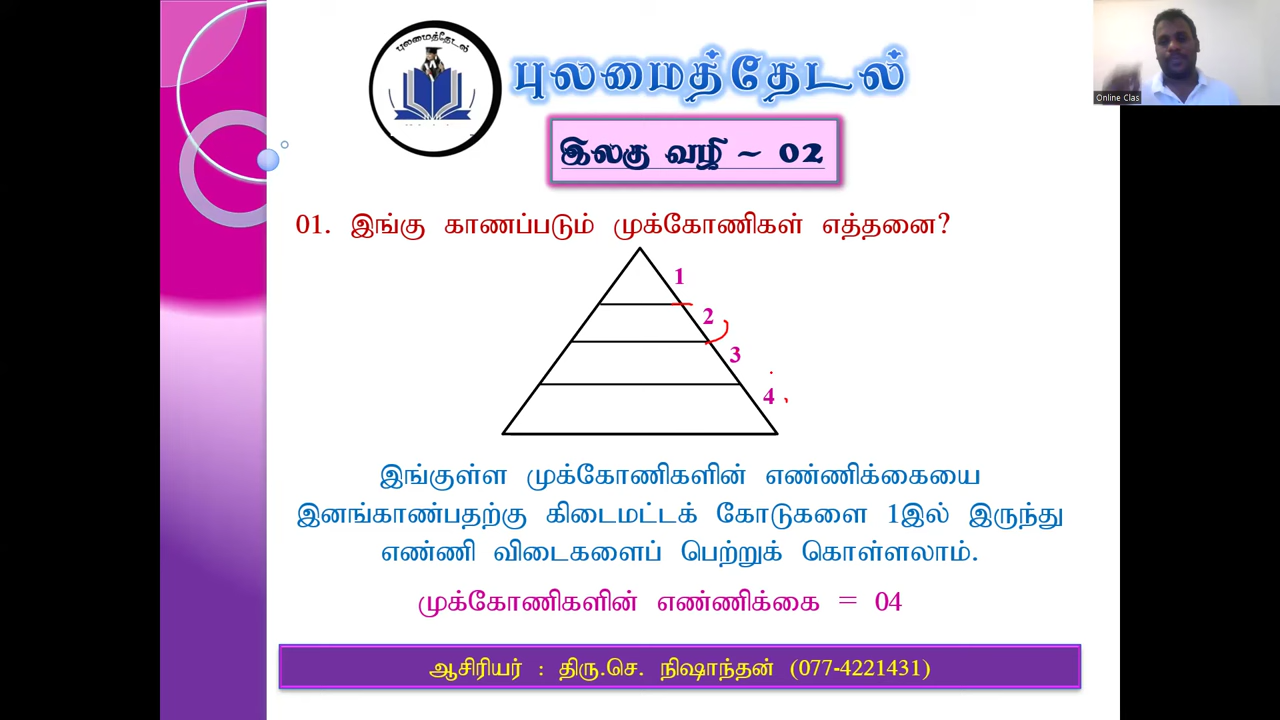 புலமைத்தேடல்
புலமைத்தேடல்
Online Clas
இலகு வழி ~ 02
01. இங்கு காணப்படும் முக்கோணிகள் எத்தனை?
1
2
3
4
இங்குள்ள முக்கோணிகளின் எண்ணிக்கையை
இனங்காண்பதற்கு கிடைமட்டக் கோடுகளை 1இல் இருந்து
எண்ணி விடைகளைப் பெற்றுக் கொள்ளலாம்.
முக்கோணிகளின் எண்ணிக்கை = 04
ஆசிரியர் : திரு.செ. நிஷாந்தன் (077-4221431)